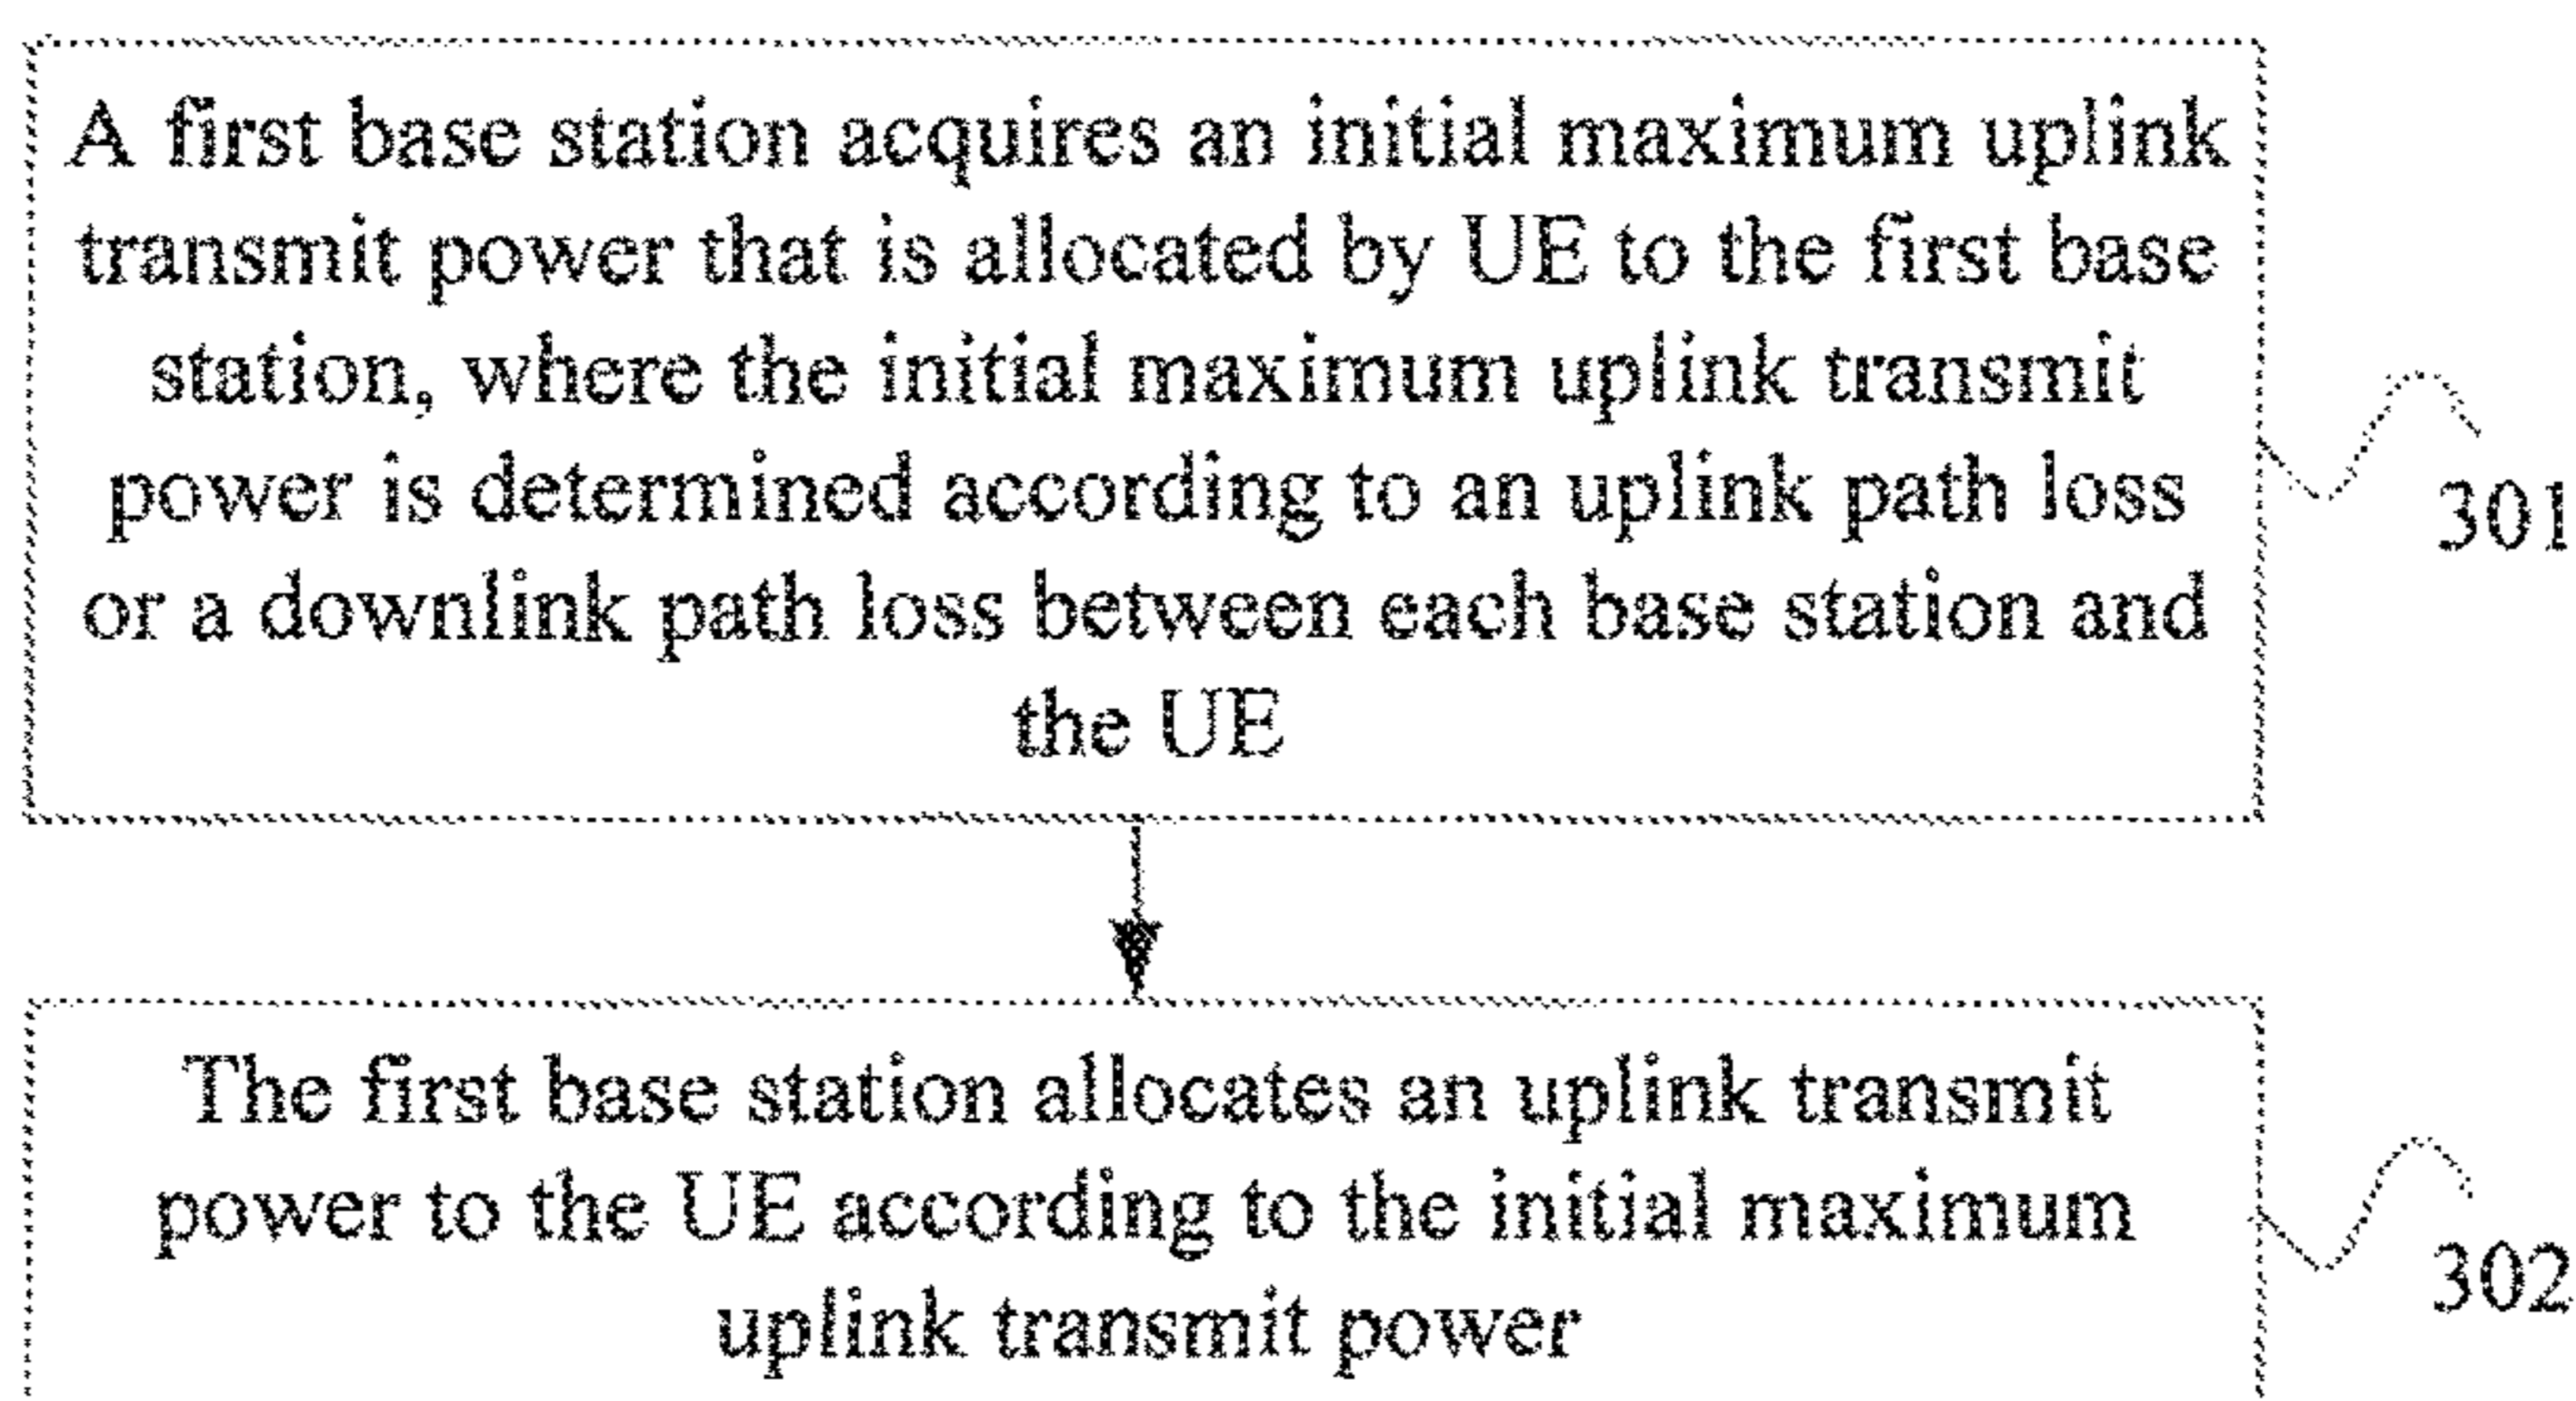 A first base station acquires an initial maximum uplink
transmit power that is allocated by UE to the first base
station, where the initial maximum uplink transmit
power is determined according to an uplink path loss
or a downlink path loss between each base station and
the UE
301
The first base station allocates an uplink transmit
power to the UE according to the initial maximum
uplink transmit power
302